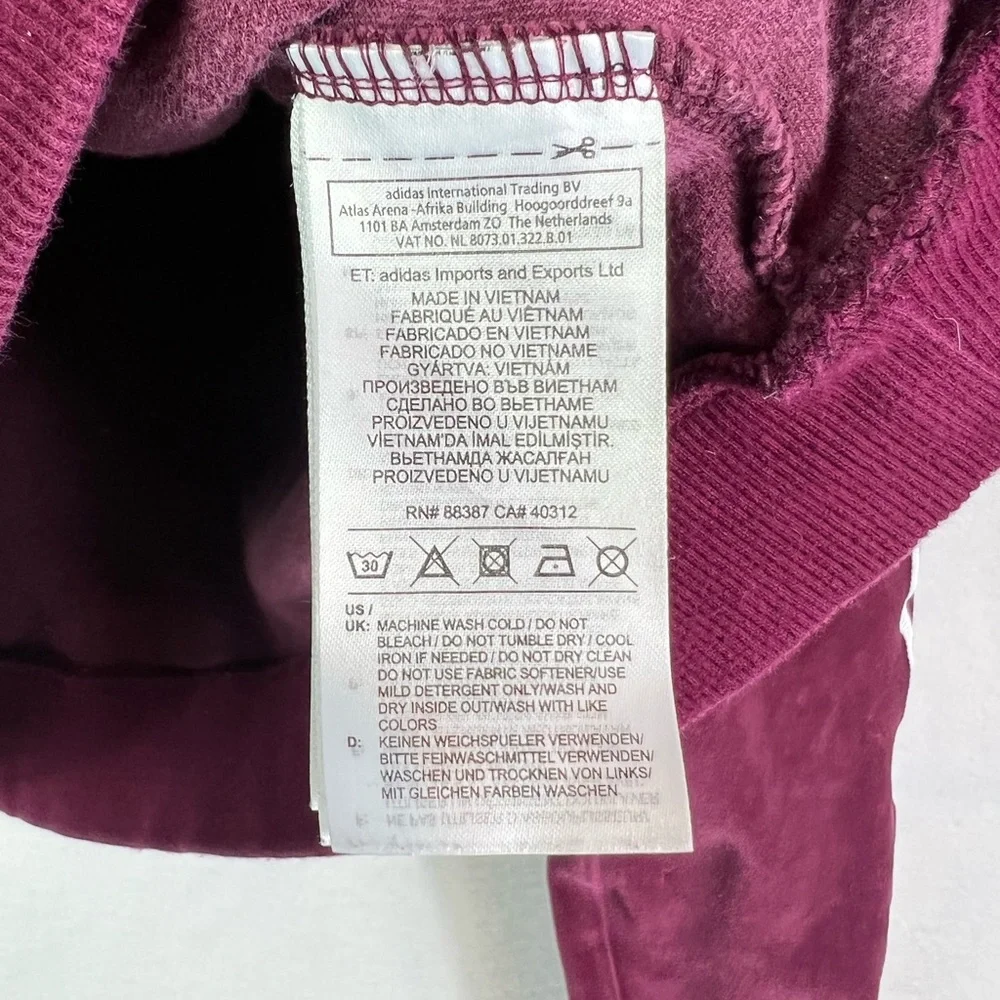 adidas International Trading BV
Atlas Arena -Afrika Building Hoogoorddreef 9a
1101 BA Amsterdam ZO The Netherlands
VAT NO. NL 8073.01.322.B.01
ET: adidas Imports and Exports Ltd
MADE IN VIETNAM
FABRIQUÉ AU VIÊTNAM
FABRICADO EN VIETNAM
FABRICADO NO VIETNAME
GYÁRTVA: VIETNÁM
ПРОИЗВЕДЕНО ВЪВ ВИЕТНАМ
СДЕЛАНО ВО ВЬЕТНАМЕ
PROIZVEDENO U VIJETNAMU
VİETNAM'DA İMAL EDİLMİŞTİR
ВЬЕТНАМДА ЖАСАЛҒАН
PROIZVEDENO U VIJETNAMU
RN# 88387 CA# 40312
30
US /
UK: MACHINE WASH COLD / DO NOT
BLEACH / DO NOT TUMBLE DRY / COOL
IRON IF NEEDED / DO NOT DRY CLEAN
DO NOT USE FABRIC SOFTENER/USE
MILD DETERGENT ONLY/WASH AND
DRY INSIDE OUT/WASH WITH LIKE
COLORS
D: KEINEN WEICHSPUELER VERWENDEN/
BITTE FEINWASCHMITTEL VERWENDEN/
WASCHEN UND TROCKNEN VON LINKS/
MIT GLEICHEN FARBEN WASCHEN